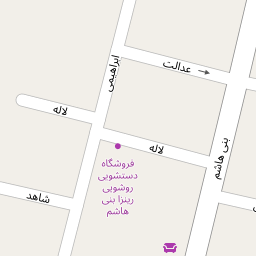 عدالت
ابراهیمی
لاله
بنی هاشم
لاله
فروشگاه
دستشویی
روشویی
رینزا بنی
هاشم
شاهد